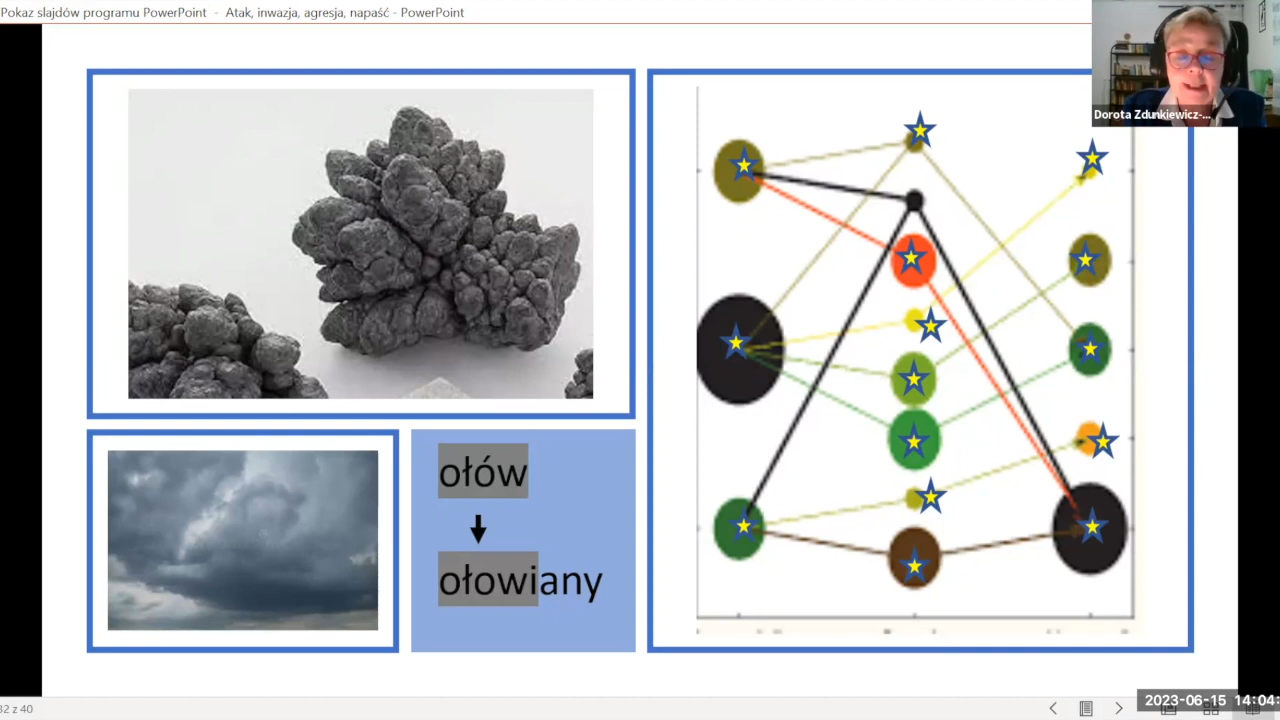 Pokaz slajdów programu PowerPoint - Atak, inwazja, agresja, napaść - PowerPoint
Dorota Zdunkiewicz-...
ołów
ołowiany
32 z 40
2023-06-15 14:04: